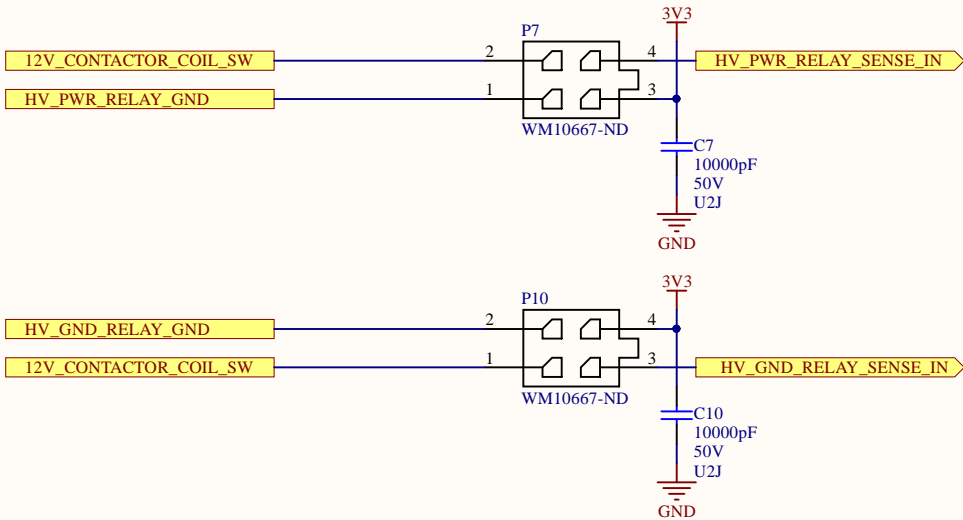 3V3
P7
12V_CONTACTOR_COIL_SW
2
4
HV_PWR_RELAY_SENSE_IN
HV_PWR_RELAY_GND
1
3
WM10667-ND
C7
10000pF
50V
U2J
GND
3V3
P10
HV_GND_RELAY_GND
2
4
12V_CONTACTOR_COIL_SW
1
3
HV_GND_RELAY_SENSE_IN
WM10667-ND
C10
10000pF
50V
U2J
GND